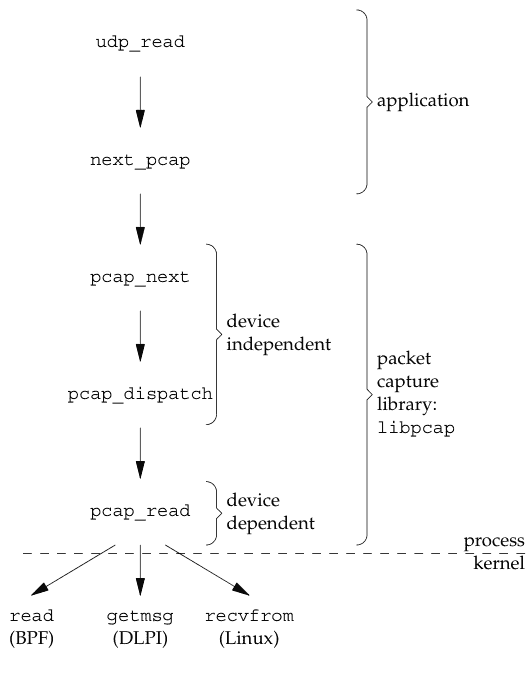 udp_read
application
next_pcap
pcap_next
device
independent
packet
capture
library:
libpcap
pcap_dispatch
pcap_read
device
dependent
process
kernel
read
(BPF)
getmsg
(DLPI)
recvfrom
(Linux)